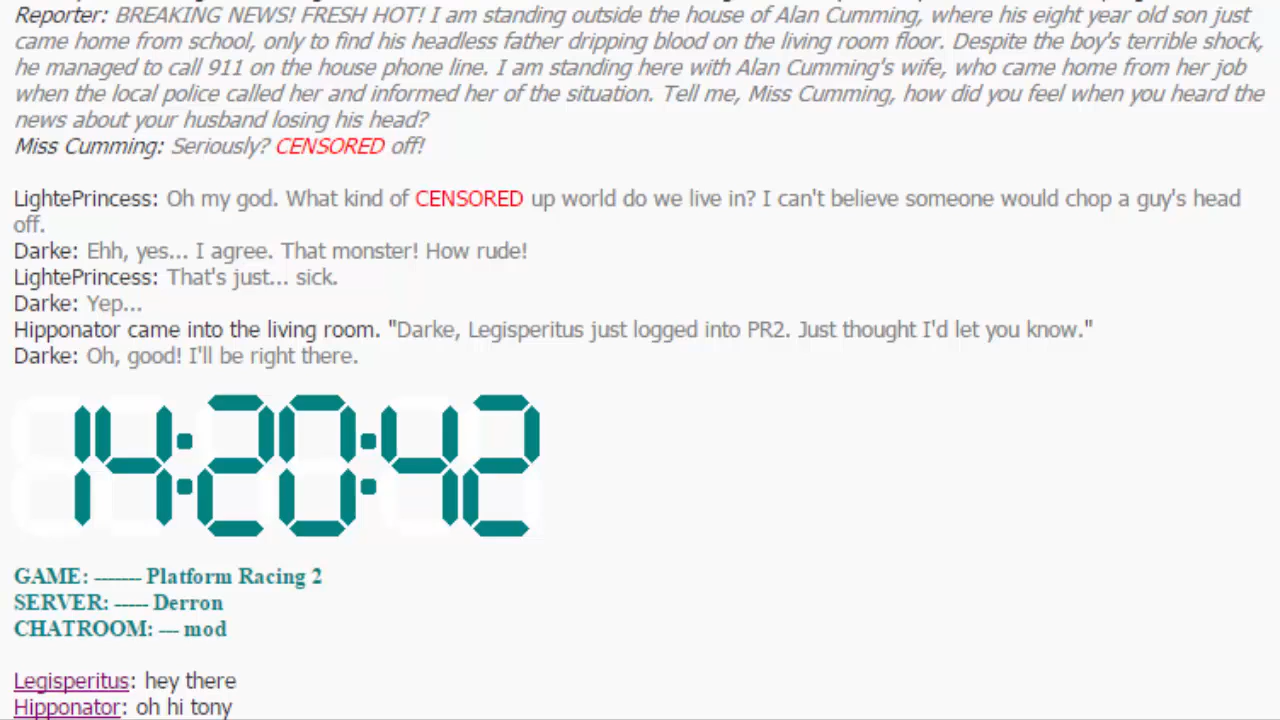 Reporter: BREAKING NEWS! FRESH HOT! I am standing outside the house of Alan Cumming, where his eight year old son just
came home from school, only to find his headless father dripping blood on the living room floor. Despite the boy's terrible shock,
he managed to call 911 on the house phone line. I am standing here with Alan Cumming's wife, who came home from her job
when the local police called her and informed her of the situation. Tell me, Miss Cumming, how did you feel when you heard the
news about your husband losing his head?
Miss Cumming: Seriously? CENSORED off!
LightePrincess: Oh my god. What kind of CENSORED up world do we live in? I can't believe someone would chop a guy's head
off.
Darke: Ehh, yes... I agree. That monster! How rude!
LightePrincess: That's just... sick.
Darke: Yep...
Hipponator came into the living room. "Darke, Legisperitus just logged into PR2. Just thought I'd let you know."
Darke: Oh, good! I'll be right there.
14:20:42
GAME: ------- Platform Racing 2
SERVER: ----- Derron
CHATROOM: --- mod
Legisperitus: hey there
Hipponator: oh hi tony